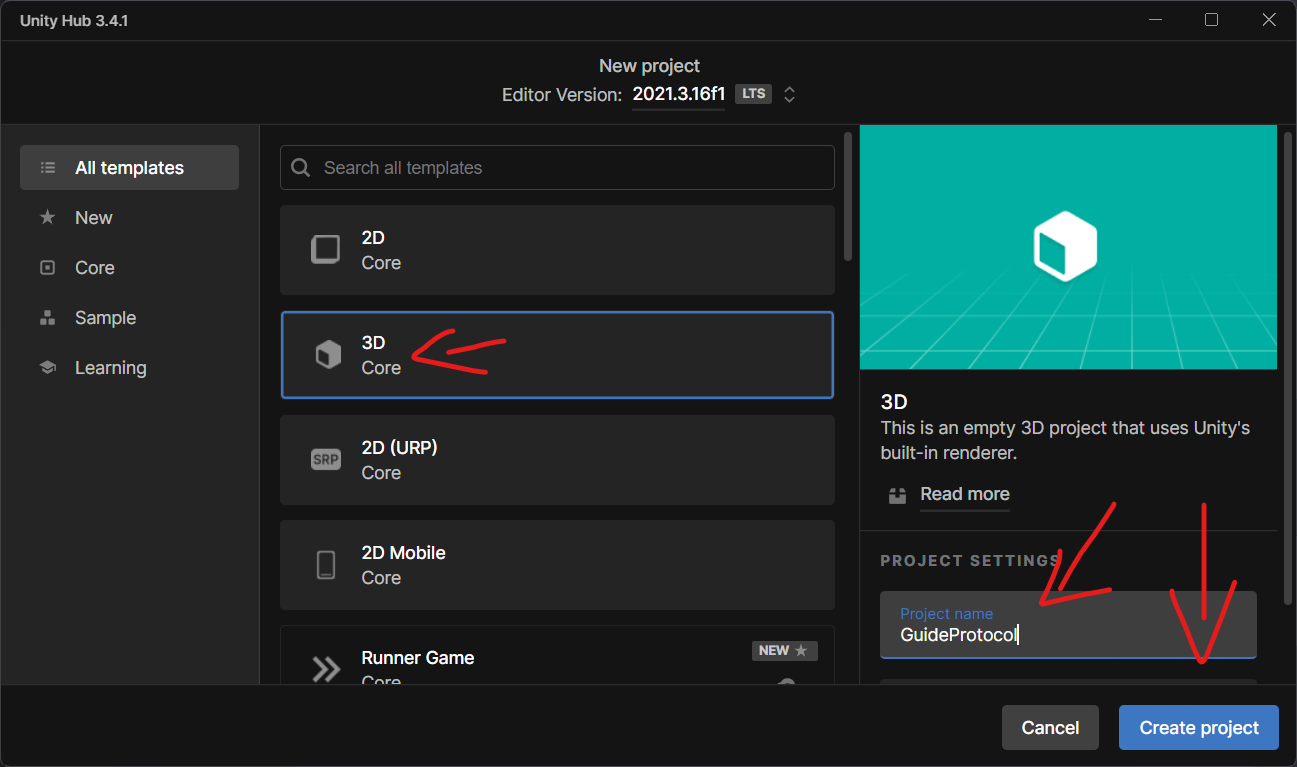 Unity Hub 3.4.1
New project
Editor Version: 2021.3.16f1 LTS
All templates
New
Core
Sample
Learning
Search all templates
2D
Core
3D
Core
SRP
2D (URP)
Core
2D Mobile
Core
Runner Game
NEW
Core
3D
This is an empty 3D project that uses Unity's
built-in renderer.
Read more
PROJECT SETTINGS
Project name
GuideProtocol
Cancel
Create project